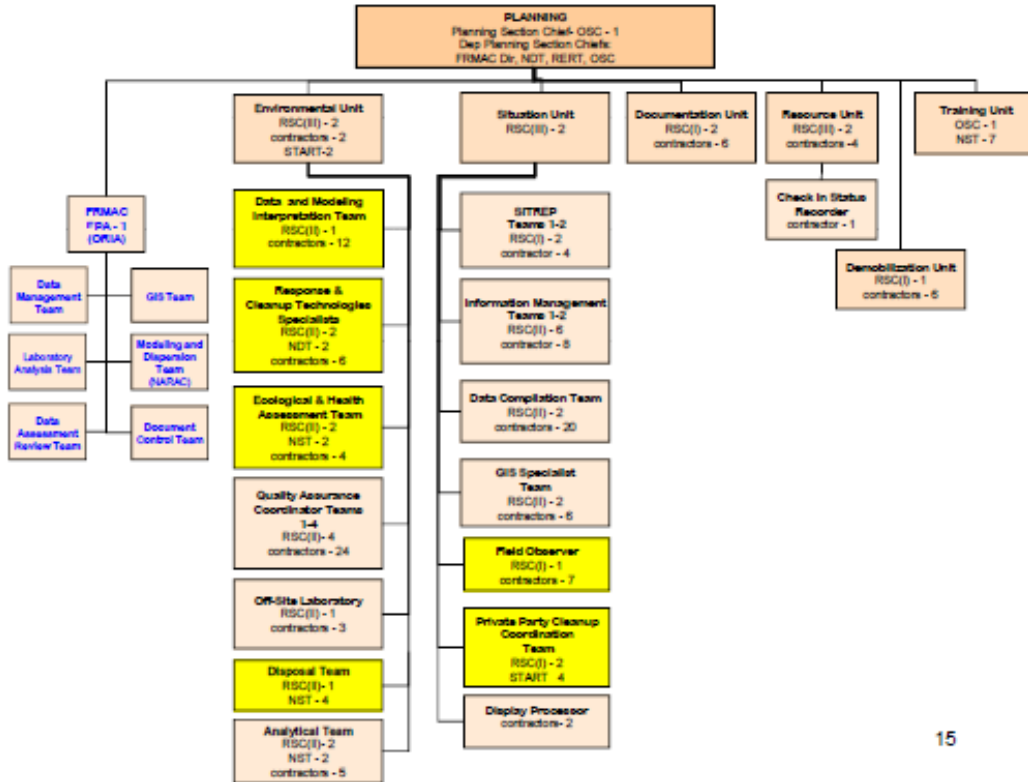 PLANNING
Planning Section Chief- OSC - 1
Dep Planning Section Chiefs:
FRMAC Dir, NDT, RERT, OSC
Environmental Unit
RSC(III) - 2
contractors - 2
START-2
Situation Unit
RSC(III) - 2
Documentation Unit
RSC(I) - 2
contractors - 6
Resource Unit
RSC(III) - 2
contractors -4
Training Unit
OSC - 1
NST - 7
Check In Status
Recorder
contractor - 1
Demobilization Unit
RSC(I) - 1
contractors - 6
FRMAC
EPA - 1
(ORIA)
Data
Management
Team
GIS Team
Laboratory
Analysis Team
Modeling and
Dispersion
Team
(NARAC)
Data
Assessment
Review Team
Document
Control Team
Data and Modeling
Interpretation Team
RSC(II) - 1
contractors - 12
Response &
Cleanup Technologies
Specialists
RSC(II) - 2
NDT - 2
contractors - 6
Ecological & Health
Assessment Team
RSC(II) - 2
NST - 2
contractors - 4
Quality Assurance
Coordinator Teams
1-4
RSC(II)- 4
contractors - 24
Off-Site Laboratory
RSC(II) - 1
contractors - 3
Disposal Team
RSC(II)- 1
NST - 4
Analytical Team
RSC(II) - 2
NST - 2
contractors - 5
SITREP
Teams 1-2
RSC(I) - 2
contractor - 4
Information Management
Teams 1-2
RSC(II) - 6
contractor - 8
Data Compilation Team
RSC(II) - 2
contractors -20
GIS Specialist
Team
RSC(II) - 2
contractors - 6
Field Observer
RSC(I) - 1
contractors - 7
Private Party Cleanup
Coordination
Team
RSC(I) - 2
START 4
Display Processor
contractors- 2
15